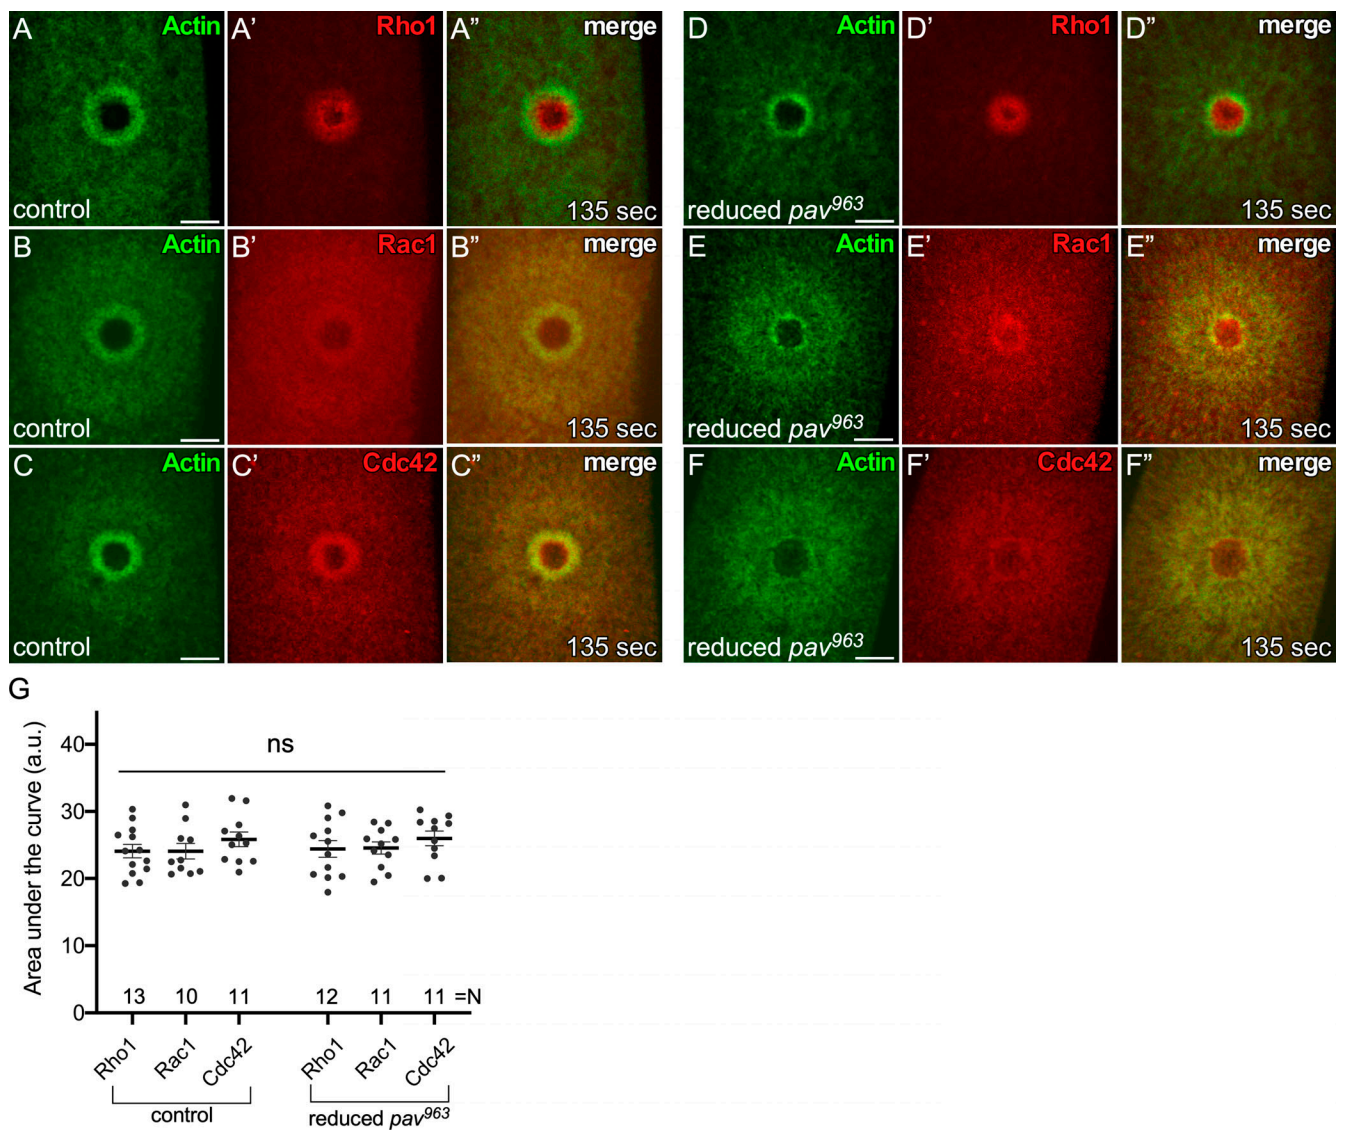 A Actin A’ Rho1 A” merge D Actin D’ Rho1 D” merge
control 135 sec reduced pav963 135 sec
B Actin B’ Rac1 B” merge E Actin E’ Rac1 E” merge
control 135 sec reduced pav963 135 sec
C Actin C’ Cdc42 C” merge F Actin F’ Cdc42 F” merge
control 135 sec reduced pav963 135 sec
G
Area under the curve (a.u.)
40
ns
30
20
10
13 10 11 12 11 11 =N
0
Rho1 Rac1 Cdc42 Rho1 Rac1 Cdc42
control reduced pav963